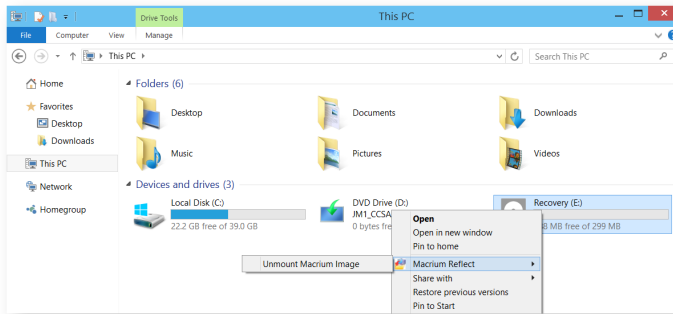 Drive Tools
This PC
File
Computer
View
Manage
This PC
Search This PC
Home
Favorites
Desktop
Downloads
This PC
Network
Homegroup
Folders (6)
Desktop
Documents
Downloads
Music
Pictures
Videos
Devices and drives (3)
Local Disk (C:)
22.2 GB free of 39.0 GB
DVD Drive (D:)
JM1_CCSA
0 bytes fre
Recovery (E:)
8 MB free of 299 MB
Open
Open in new window
Pin to home
Macrium Reflect
Unmount Macrium Image
Share with
Restore previous versions
Pin to Start